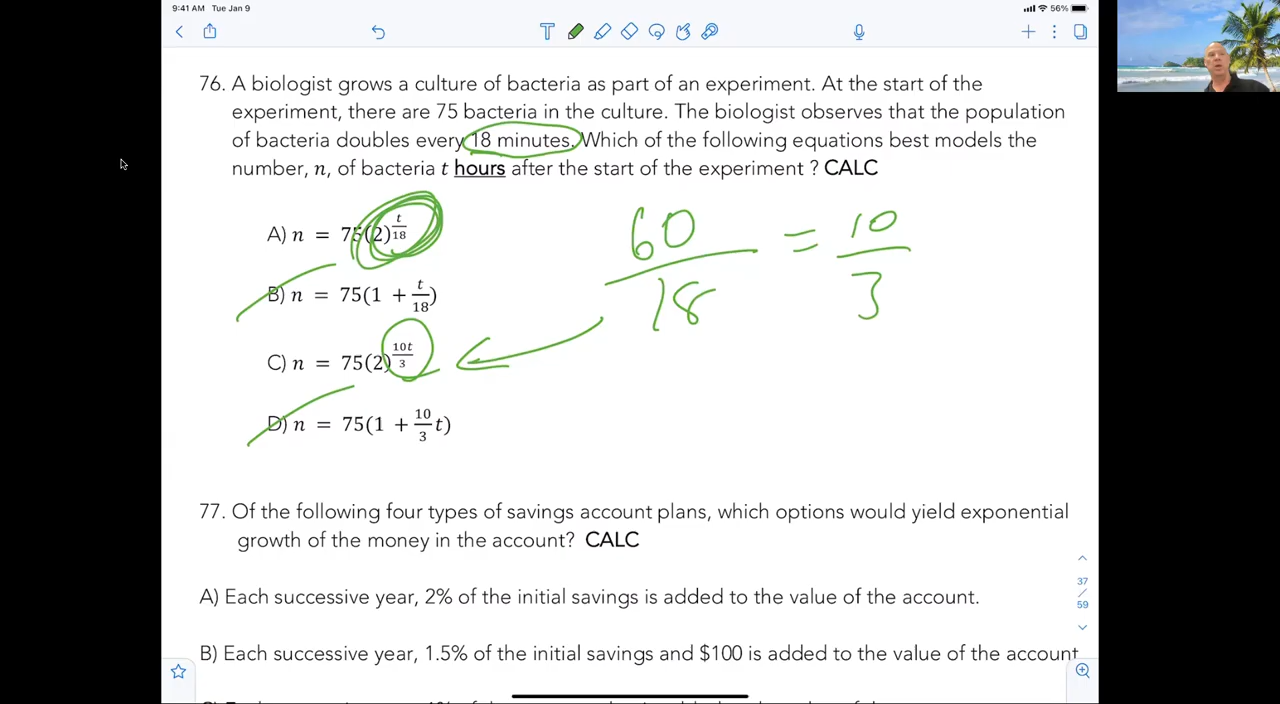 9:41 AM Tue Jan 9
56%
76. A biologist grows a culture of bacteria as part of an experiment. At the start of the
experiment, there are 75 bacteria in the culture. The biologist observes that the population
of bacteria doubles every 18 minutes. Which of the following equations best models the
number, n, of bacteria t hours after the start of the experiment ? CALC
A) n = 75(2)^(t/18)
B) n = 75(1 + t/18)
C) n = 75(2)^(10t/3)
D) n = 75(1 + 10/3 t)
60/18 = 10/3
77. Of the following four types of savings account plans, which options would yield exponential
growth of the money in the account? CALC
A) Each successive year, 2% of the initial savings is added to the value of the account.
B) Each successive year, 1.5% of the initial savings and $100 is added to the value of the account
37
/
59